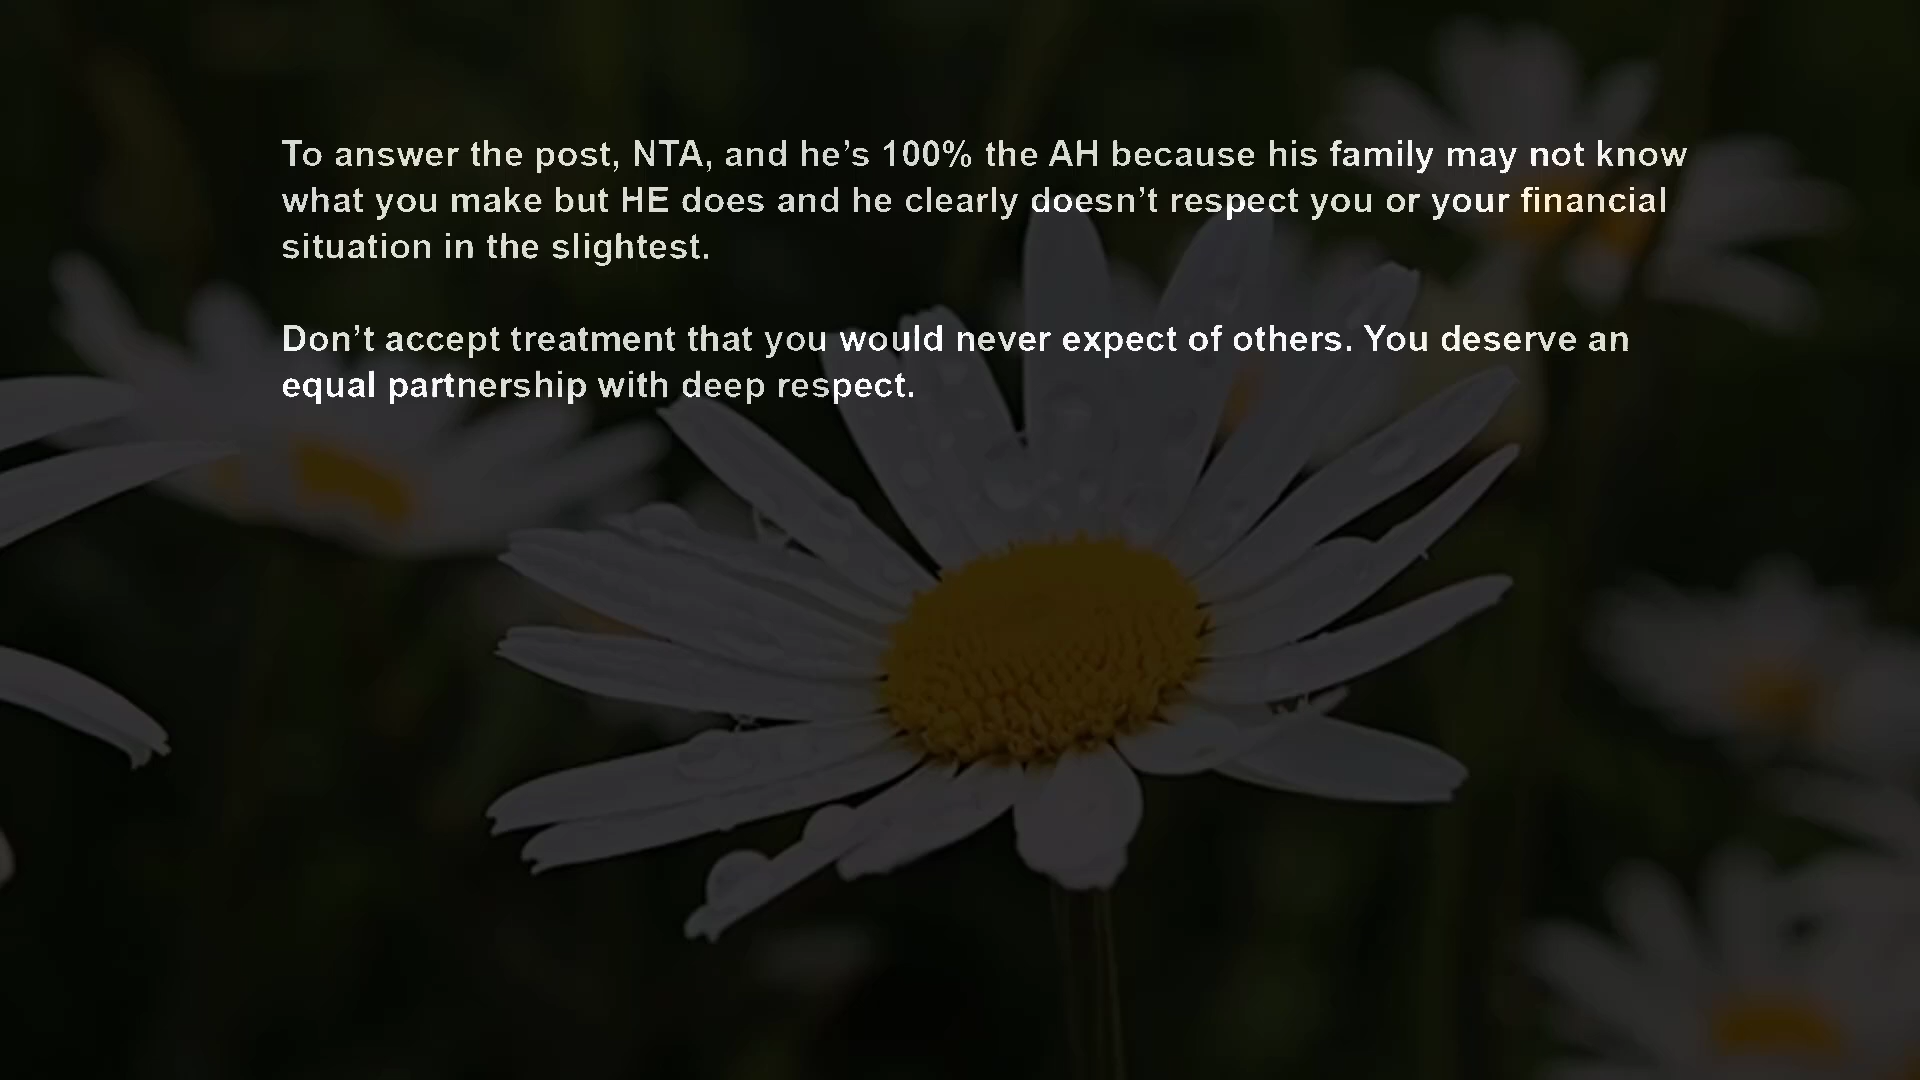 To answer the post, NTA, and he’s 100% the AH because his family may not know
what you make but HE does and he clearly doesn’t respect you or your financial
situation in the slightest.
Don’t accept treatment that you would never expect of others. You deserve an
equal partnership with deep respect.